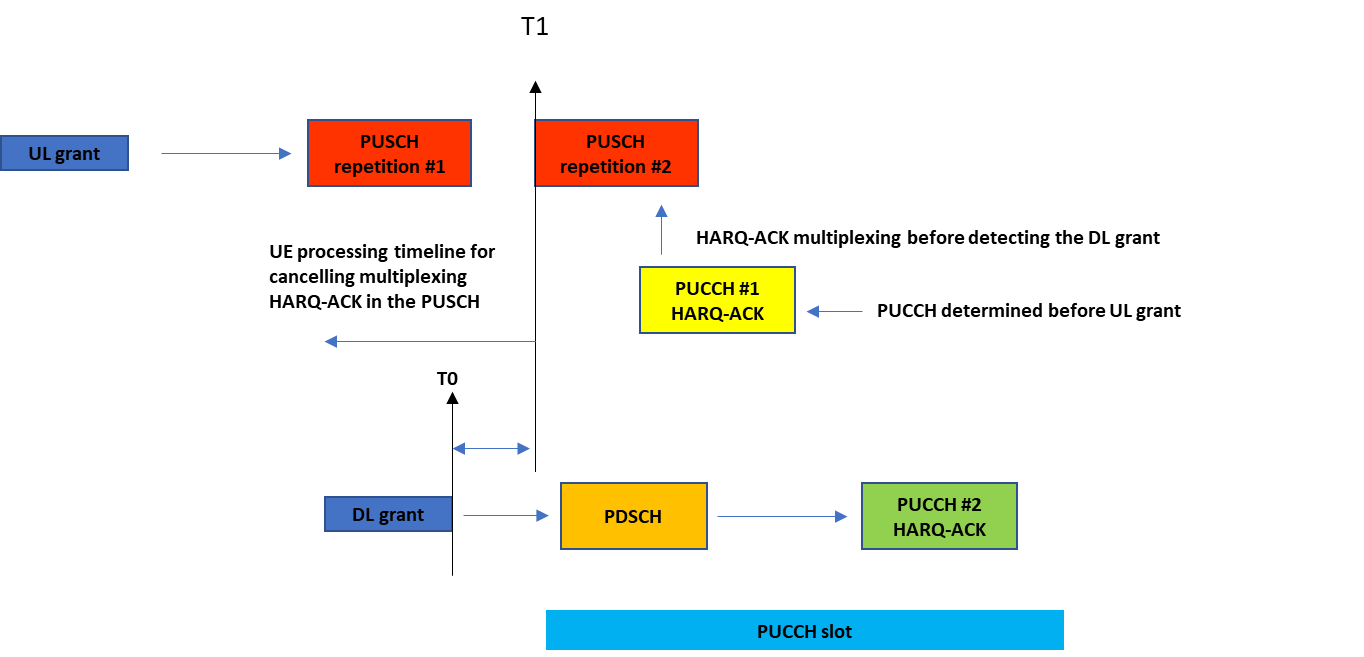 T1
UL grant
PUSCH
repetition #1
PUSCH
repetition #2
UE processing timeline for
cancelling multiplexing
HARQ-ACK in the PUSCH
HARQ-ACK multiplexing before detecting the DL grant
PUCCH #1
HARQ-ACK
PUCCH determined before UL grant
T0
DL grant
PDSCH
PUCCH #2
HARQ-ACK
PUCCH slot